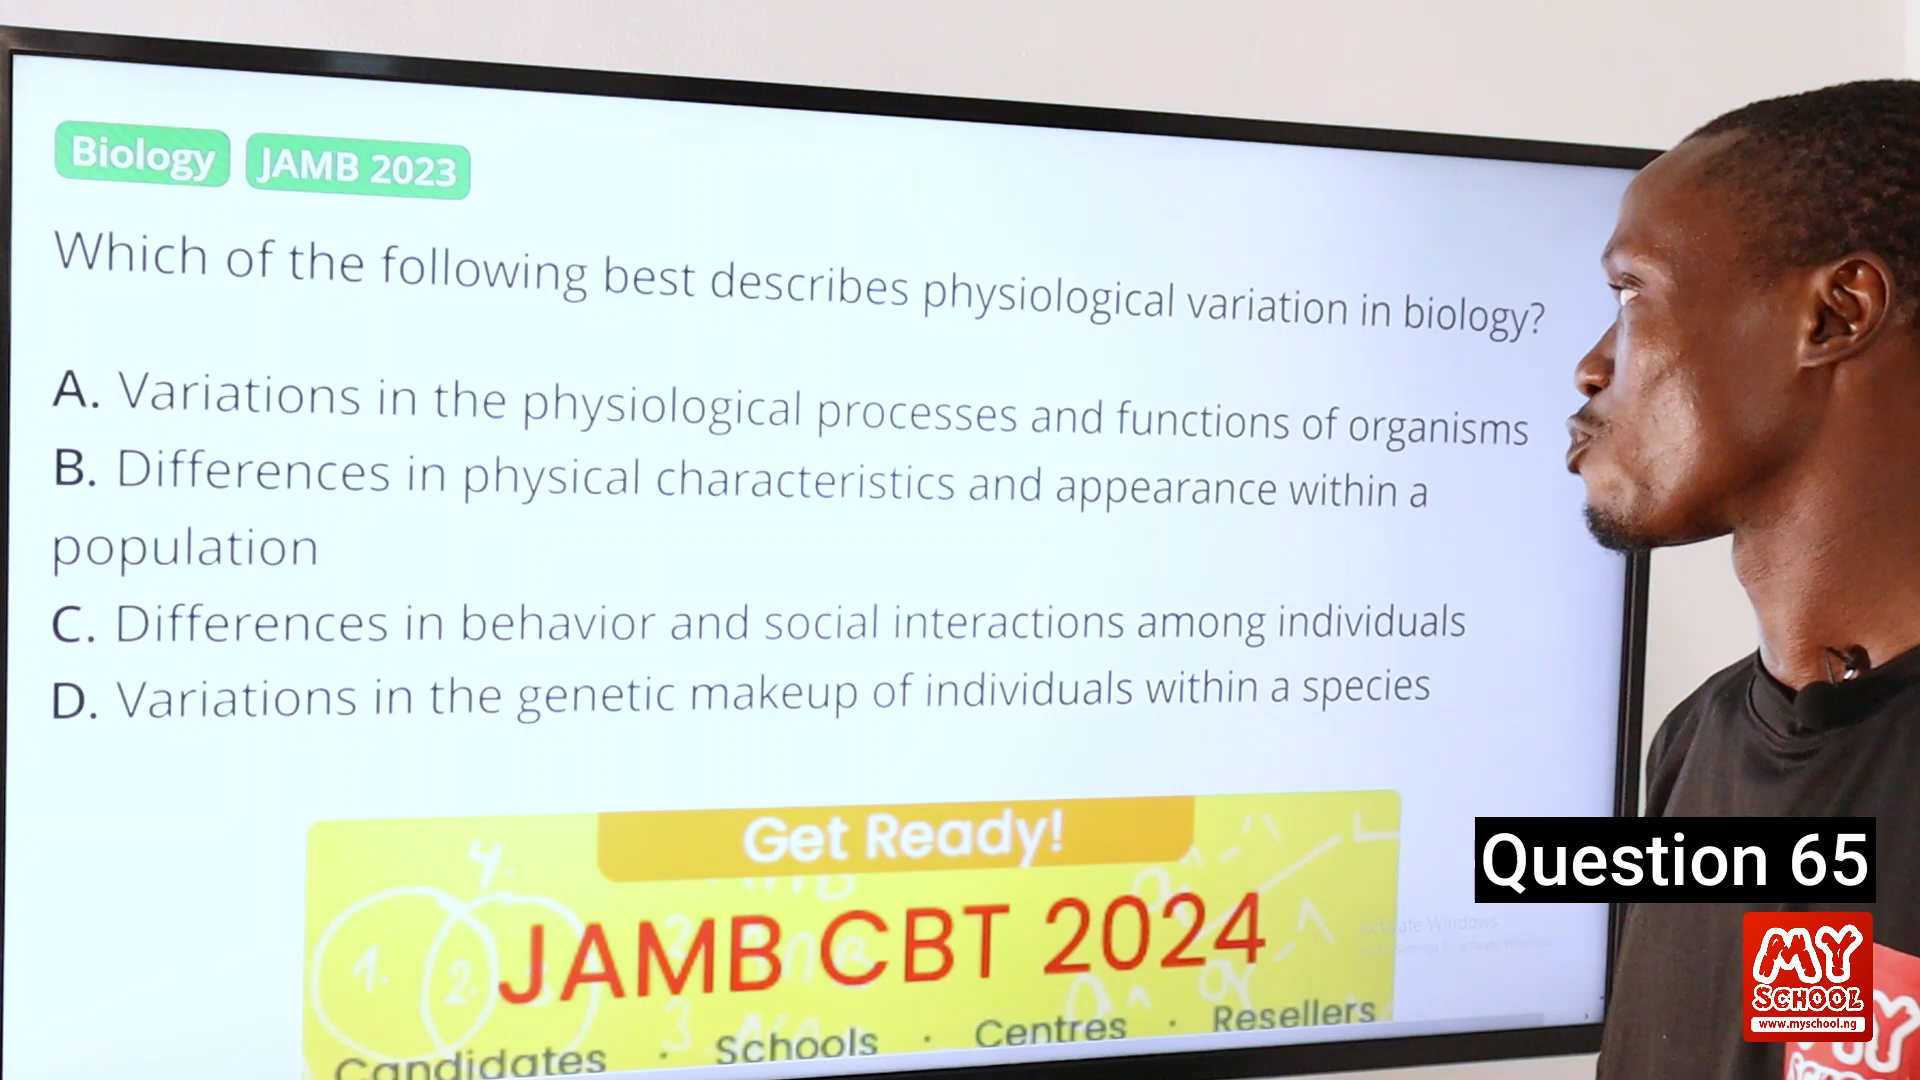 Biology JAMB 2023
Which of the following best describes physiological variation in biology?
A. Variations in the physiological processes and functions of organisms
B. Differences in physical characteristics and appearance within a
population
C. Differences in behavior and social interactions among individuals
D. Variations in the genetic makeup of individuals within a species
Get Ready!
4.
1. 2.
JAMB CBT 2024
Candidates · Schools · Centres · Resellers
Question 65
MY
SCHOOL
www.myschool.ng